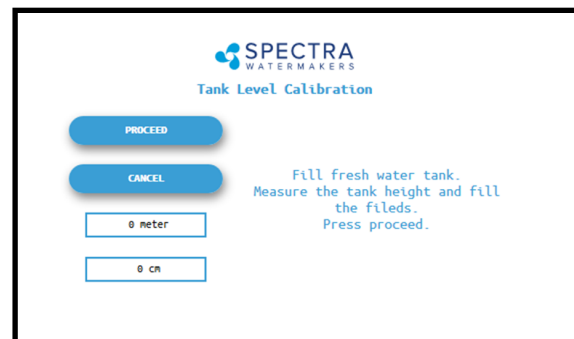 SPECTRA
WATERMAKERS
Tank Level Calibration
PROCEED
CANCEL
0 meter
0 cm
Fill fresh water tank.
Measure the tank height and fill
the fileds.
Press proceed.